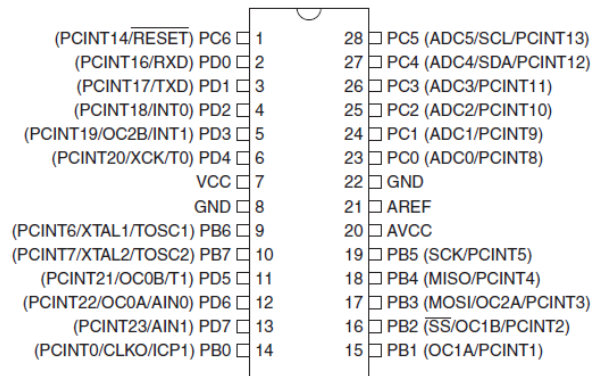 (PCINT14/RESET) PC6 1 28 PC5 (ADC5/SCL/PCINT13)
(PCINT16/RXD) PD0 2 27 PC4 (ADC4/SDA/PCINT12)
(PCINT17/TXD) PD1 3 26 PC3 (ADC3/PCINT11)
(PCINT18/INT0) PD2 4 25 PC2 (ADC2/PCINT10)
(PCINT19/OC2B/INT1) PD3 5 24 PC1 (ADC1/PCINT9)
(PCINT20/XCK/T0) PD4 6 23 PC0 (ADC0/PCINT8)
VCC 7 22 GND
GND 8 21 AREF
(PCINT6/XTAL1/TOSC1) PB6 9 20 AVCC
(PCINT7/XTAL2/TOSC2) PB7 10 19 PB5 (SCK/PCINT5)
(PCINT21/OC0B/T1) PD5 11 18 PB4 (MISO/PCINT4)
(PCINT22/OC0A/AIN0) PD6 12 17 PB3 (MOSI/OC2A/PCINT3)
(PCINT23/AIN1) PD7 13 16 PB2 (SS/OC1B/PCINT2)
(PCINT0/CLKO/ICP1) PB0 14 15 PB1 (OC1A/PCINT1)